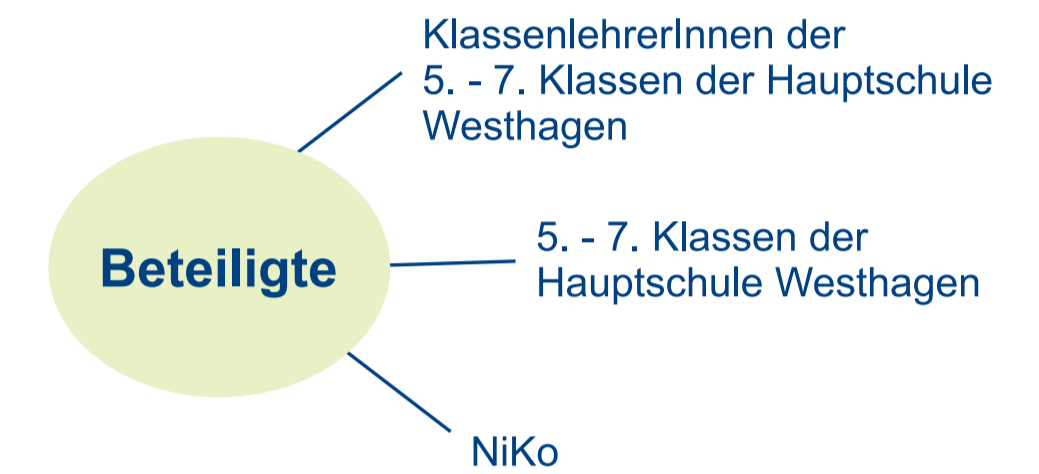 KlassenlehrerInnen der
5. - 7. Klassen der Hauptschule
Westhagen
Beteiligte
5. - 7. Klassen der
Hauptschule Westhagen
NiKo